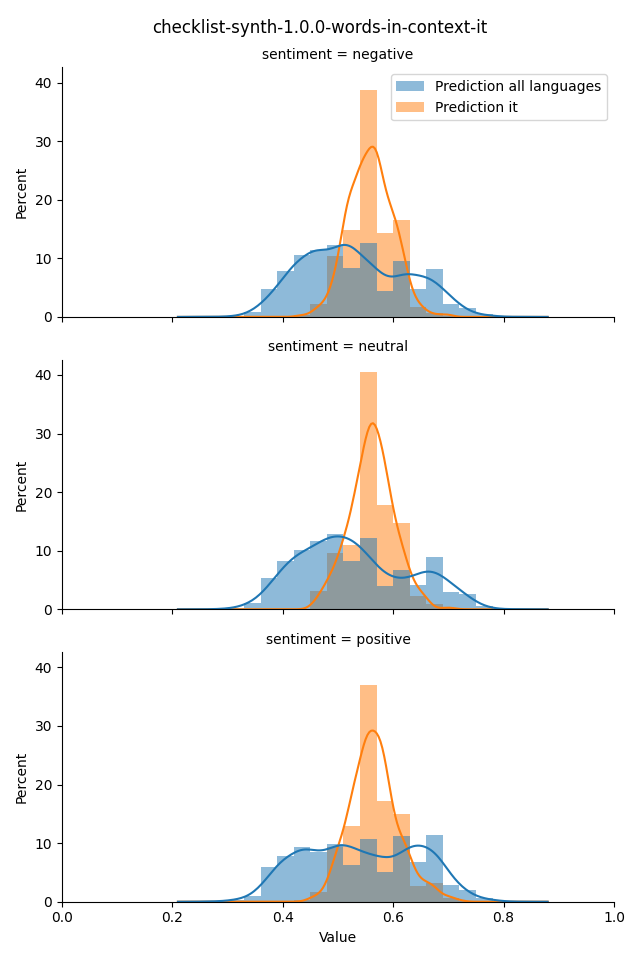 checklist-synth-1.0.0-words-in-context-it
sentiment = negative
Prediction all languages
Prediction it
Percent
40
30
20
10
0
sentiment = neutral
Percent
40
30
20
10
0
sentiment = positive
Percent
40
30
20
10
0
0.0 0.2 0.4 0.6 0.8 1.0
Value